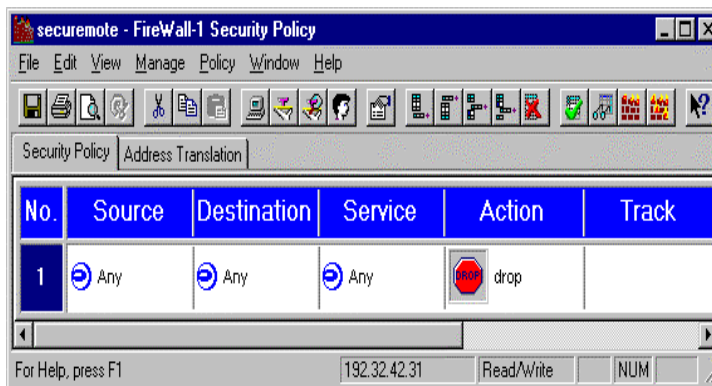 securemote - FireWall-1 Security Policy
File Edit View Manage Policy Window Help
Security Policy Address Translation
No. Source Destination Service Action Track
1 Any Any Any DROP drop
For Help, press F1 192.32.42.31 Read/Write NUM